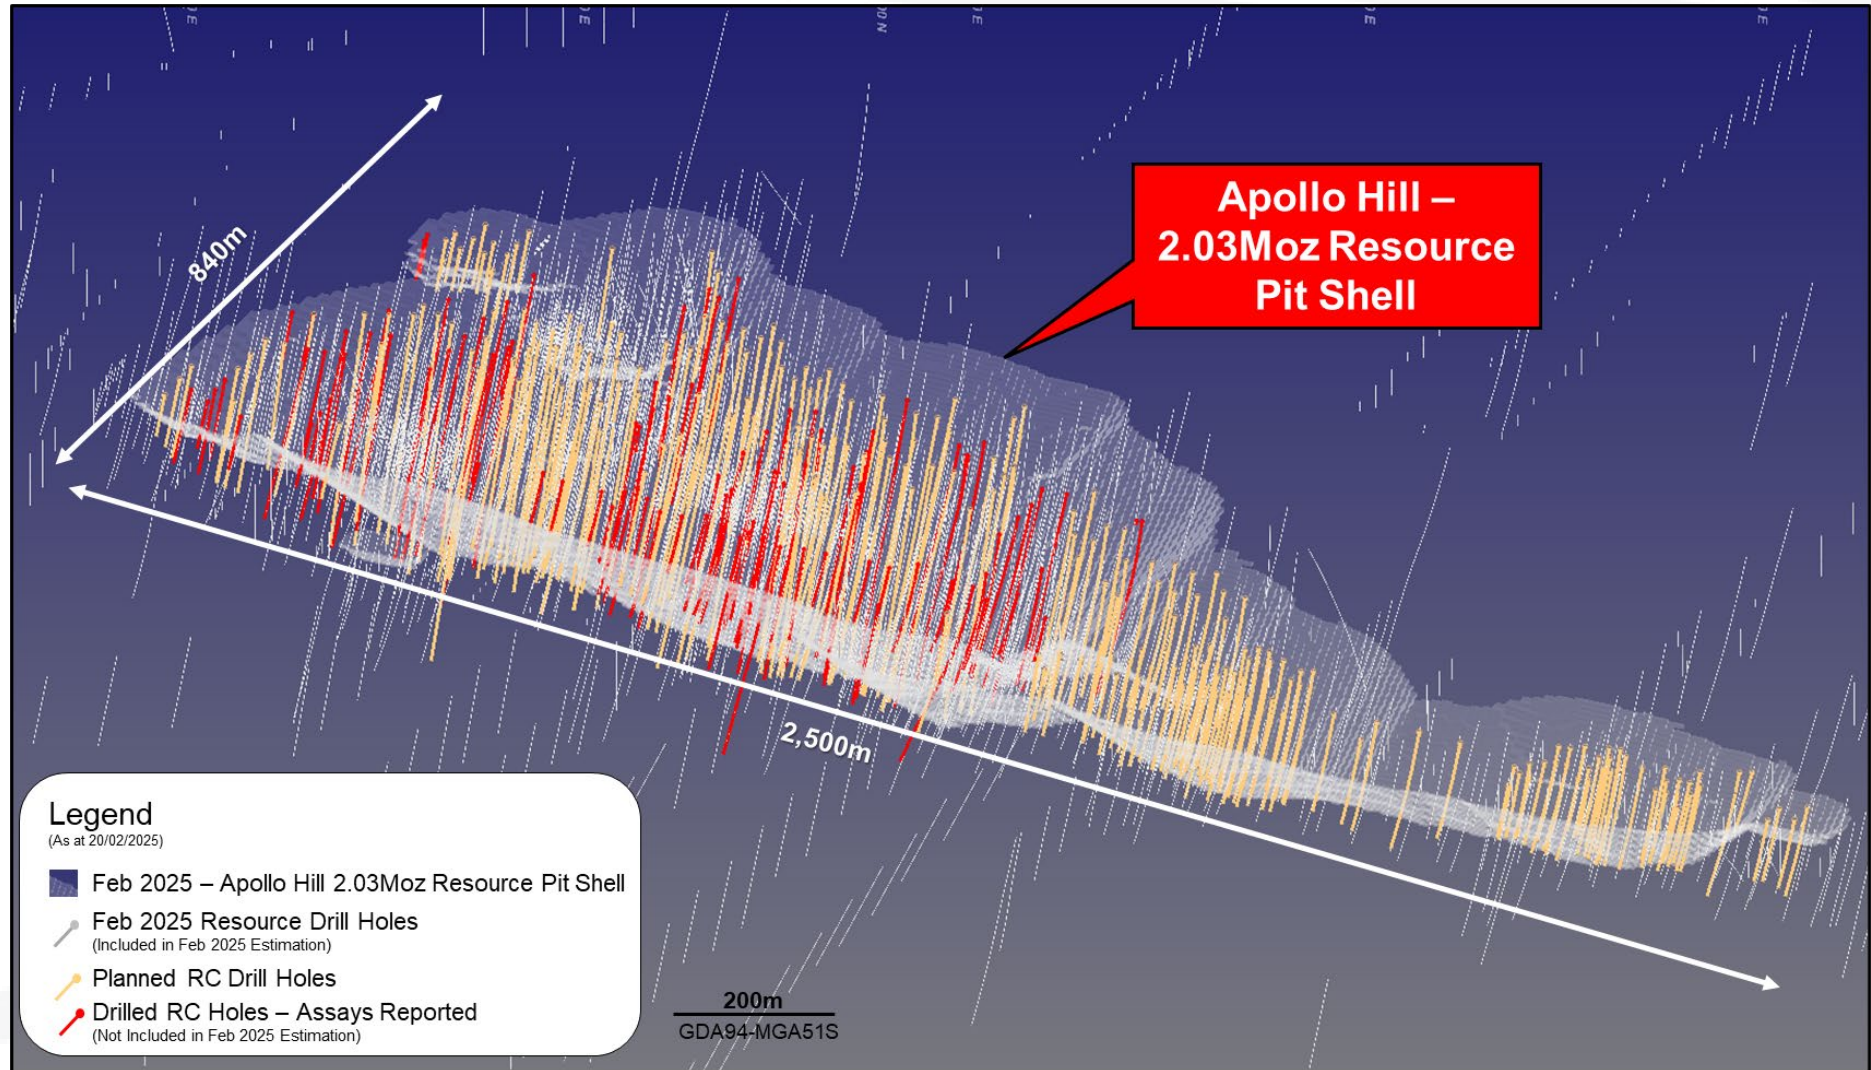 E
E
00 N
E
E
E
840m
Apollo Hill –
2.03Moz Resource
Pit Shell
2,500m
Legend
(As at 20/02/2025)
Feb 2025 – Apollo Hill 2.03Moz Resource Pit Shell
Feb 2025 Resource Drill Holes
(Included in Feb 2025 Estimation)
Planned RC Drill Holes
Drilled RC Holes – Assays Reported
(Not Included in Feb 2025 Estimation)
200m
GDA94-MGA51S